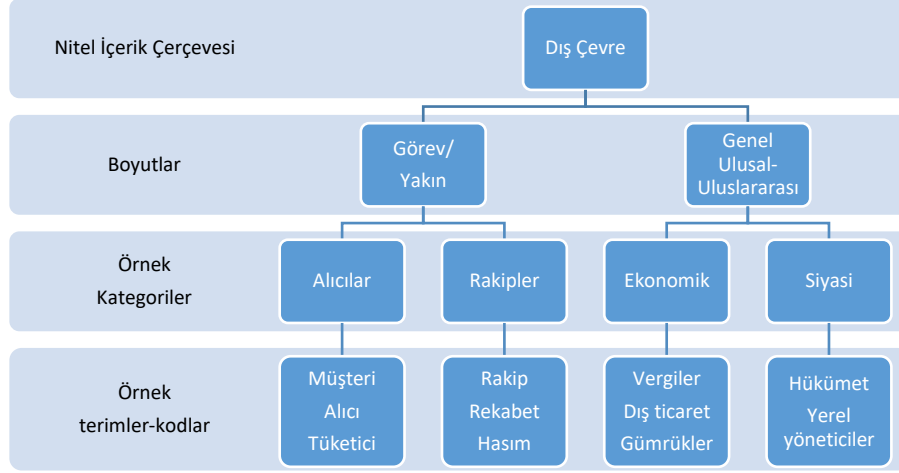 Nitel İçerik Çerçevesi
Dış Çevre
Boyutlar
Görev/
Yakın
Genel
Ulusal-
Uluslararası
Örnek
Kategoriler
Alıcılar
Rakipler
Ekonomik
Siyasi
Örnek
terimler-kodlar
Müşteri
Alıcı
Tüketici
Rakip
Rekabet
Hasım
Vergiler
Dış ticaret
Gümrükler
Hükümet
Yerel
yöneticiler